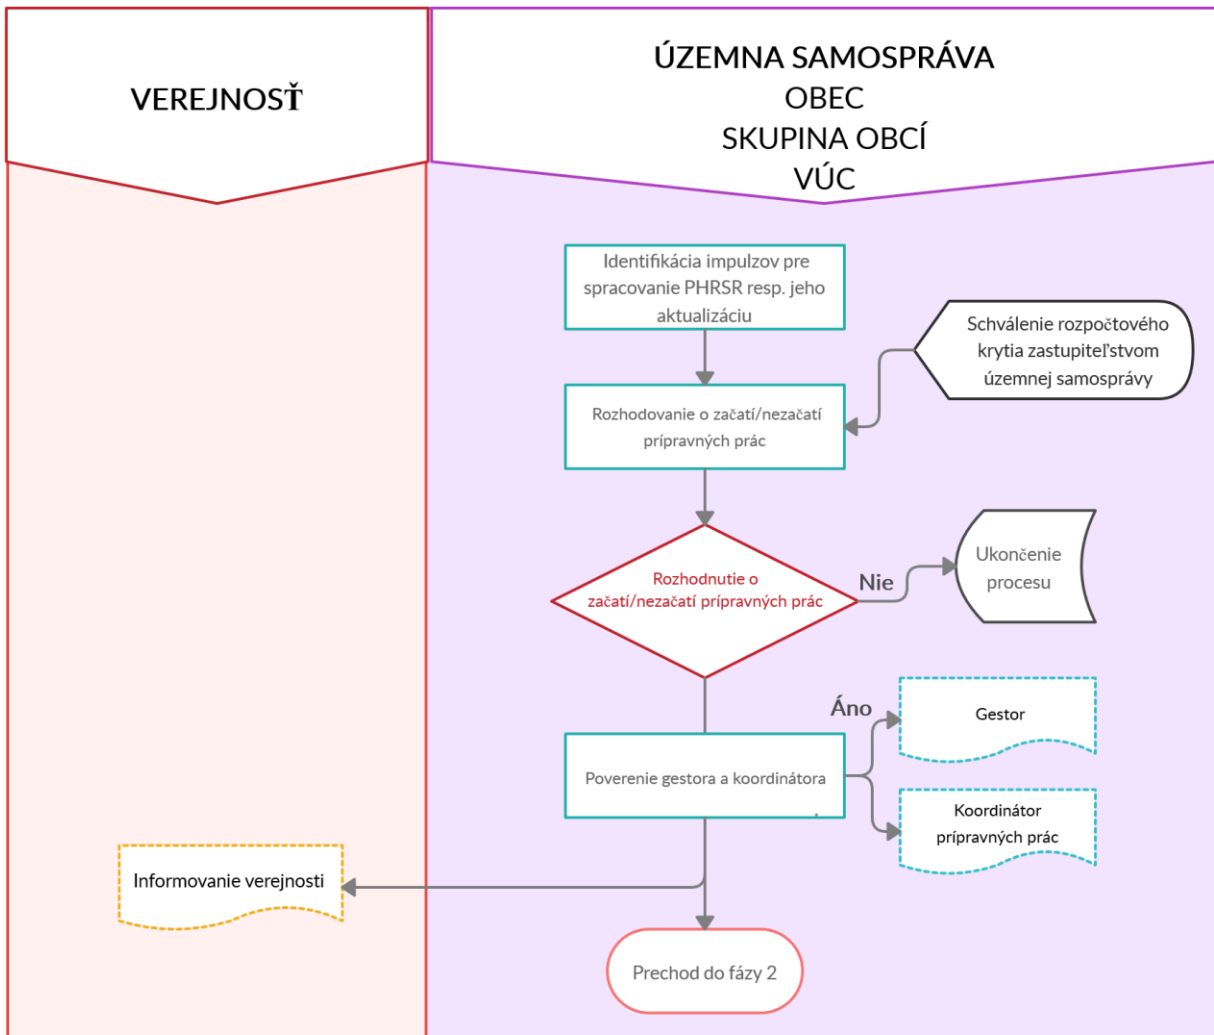 VEREJNOSŤ
ÚZEMNA SAMOSPRÁVA
OBEC
SKUPINA OBCÍ
VÚC
Identifikácia impulzov pre
spracovanie PHRSR resp. jeho
aktualizáciu
Schválenie rozpočtového
krytia zastupiteľstvom
územnej samosprávy
Rozhodovanie o začatí/nezačatí
prípravných prác
Rozhodnutie o
začatí/nezačatí prípravných prác
Nie
Ukončenie
procesu
Áno
Gestor
Poverenie gestora a koordinátora
Koordinátor
prípravných prác
Informovanie verejnosti
Prechod do fázy 2